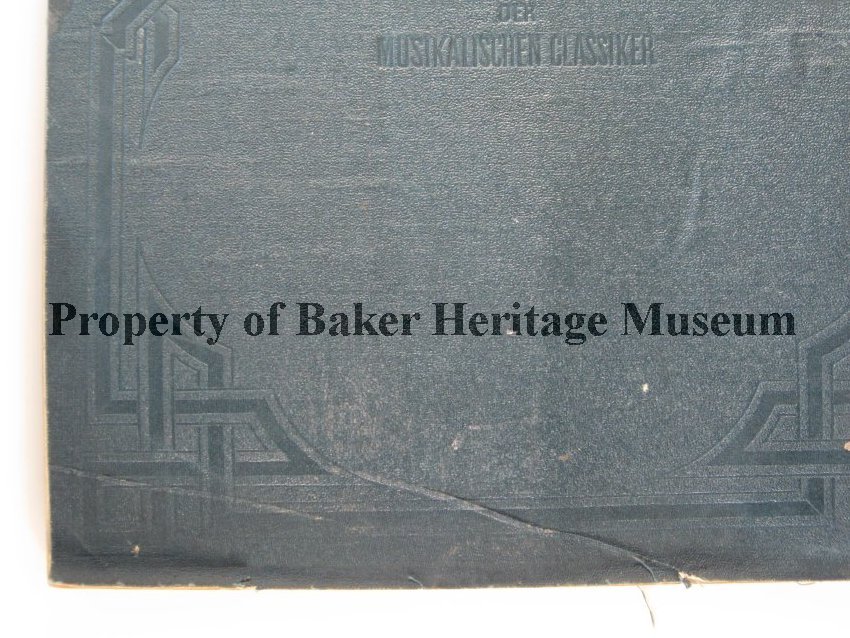 DER
MUSIKALISCHEN CLASSIKER
Property of Baker Heritage Museum